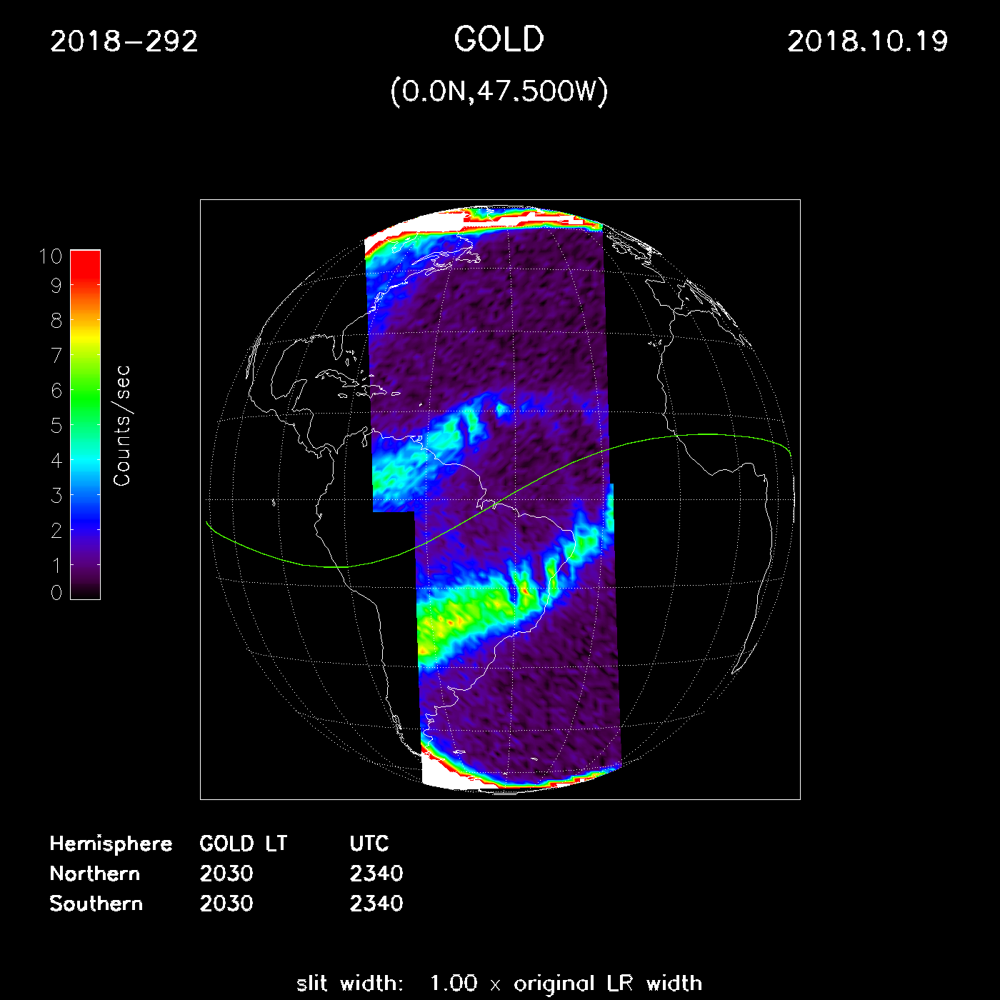 2018-292 GOLD 2018.10.19
(0.0N,47.500W)
10
9
8
7
6
5
4
3
2
1
0
Counts/sec
Hemisphere GOLD LT UTC
Northern 2030 2340
Southern 2030 2340
slit width: 1.00 x original LR width